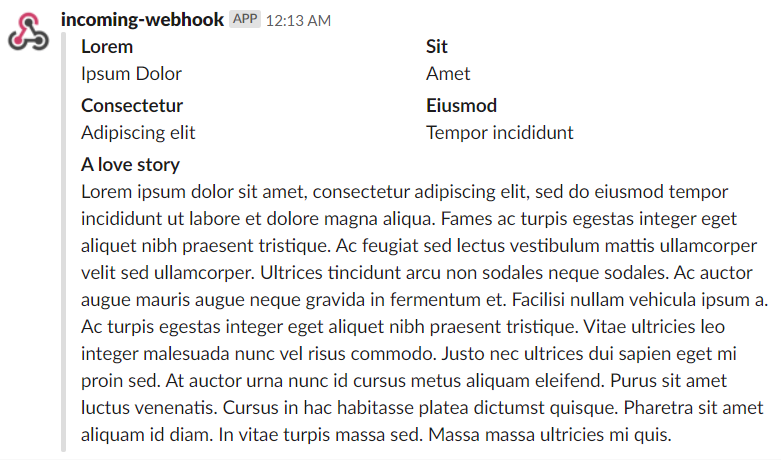 incoming-webhook APP 12:13 AM
Lorem Sit
Ipsum Dolor Amet
Consectetur Eiusmod
Adipiscing elit Tempor incididunt
A love story
Lorem ipsum dolor sit amet, consectetur adipiscing elit, sed do eiusmod tempor
incididunt ut labore et dolore magna aliqua. Fames ac turpis egestas integer eget
aliquet nibh praesent tristique. Ac feugiat sed lectus vestibulum mattis ullamcorper
velit sed ullamcorper. Ultrices tincidunt arcu non sodales neque sodales. Ac auctor
augue mauris augue neque gravida in fermentum et. Facilisi nullam vehicula ipsum a.
Ac turpis egestas integer eget aliquet nibh praesent tristique. Vitae ultricies leo
integer malesuada nunc vel risus commodo. Justo nec ultrices dui sapien eget mi
proin sed. At auctor urna nunc id cursus metus aliquam eleifend. Purus sit amet
luctus venenatis. Cursus in hac habitasse platea dictumst quisque. Pharetra sit amet
aliquam id diam. In vitae turpis massa sed. Massa massa ultricies mi quis.